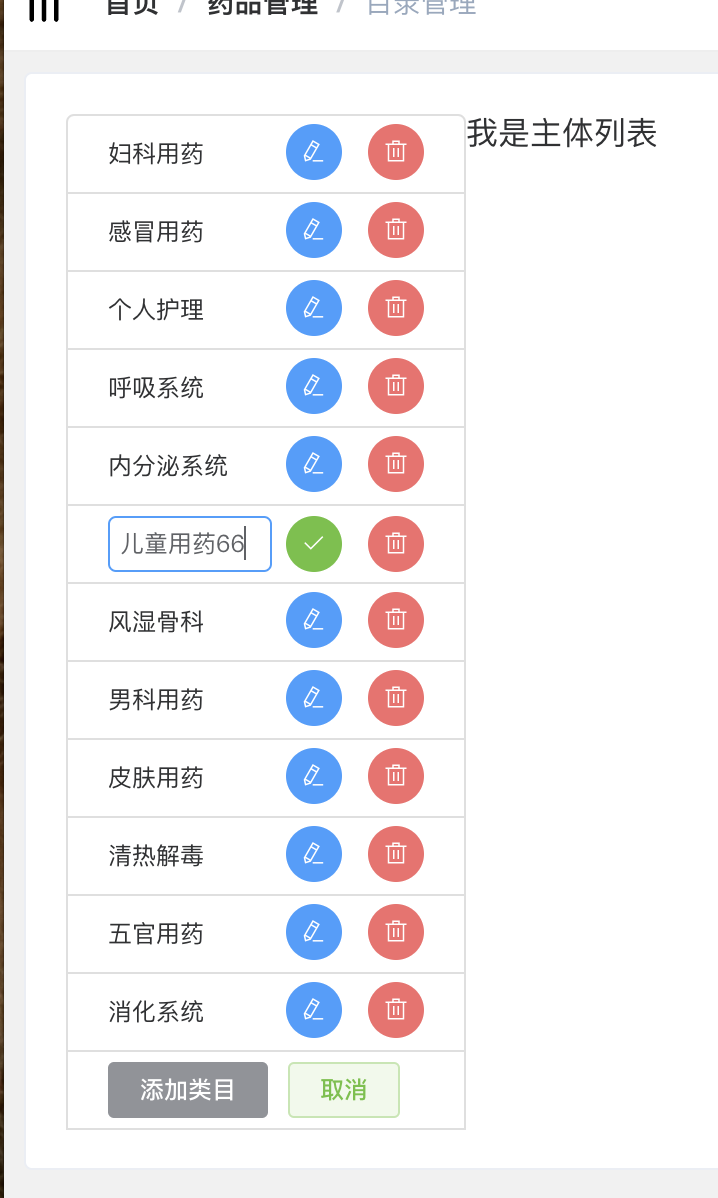 首页 / 药品管理 / 目录管理
我是主体列表
妇科用药
感冒用药
个人护理
呼吸系统
内分泌系统
儿童用药66
风湿骨科
男科用药
皮肤用药
清热解毒
五官用药
消化系统
添加类目 取消